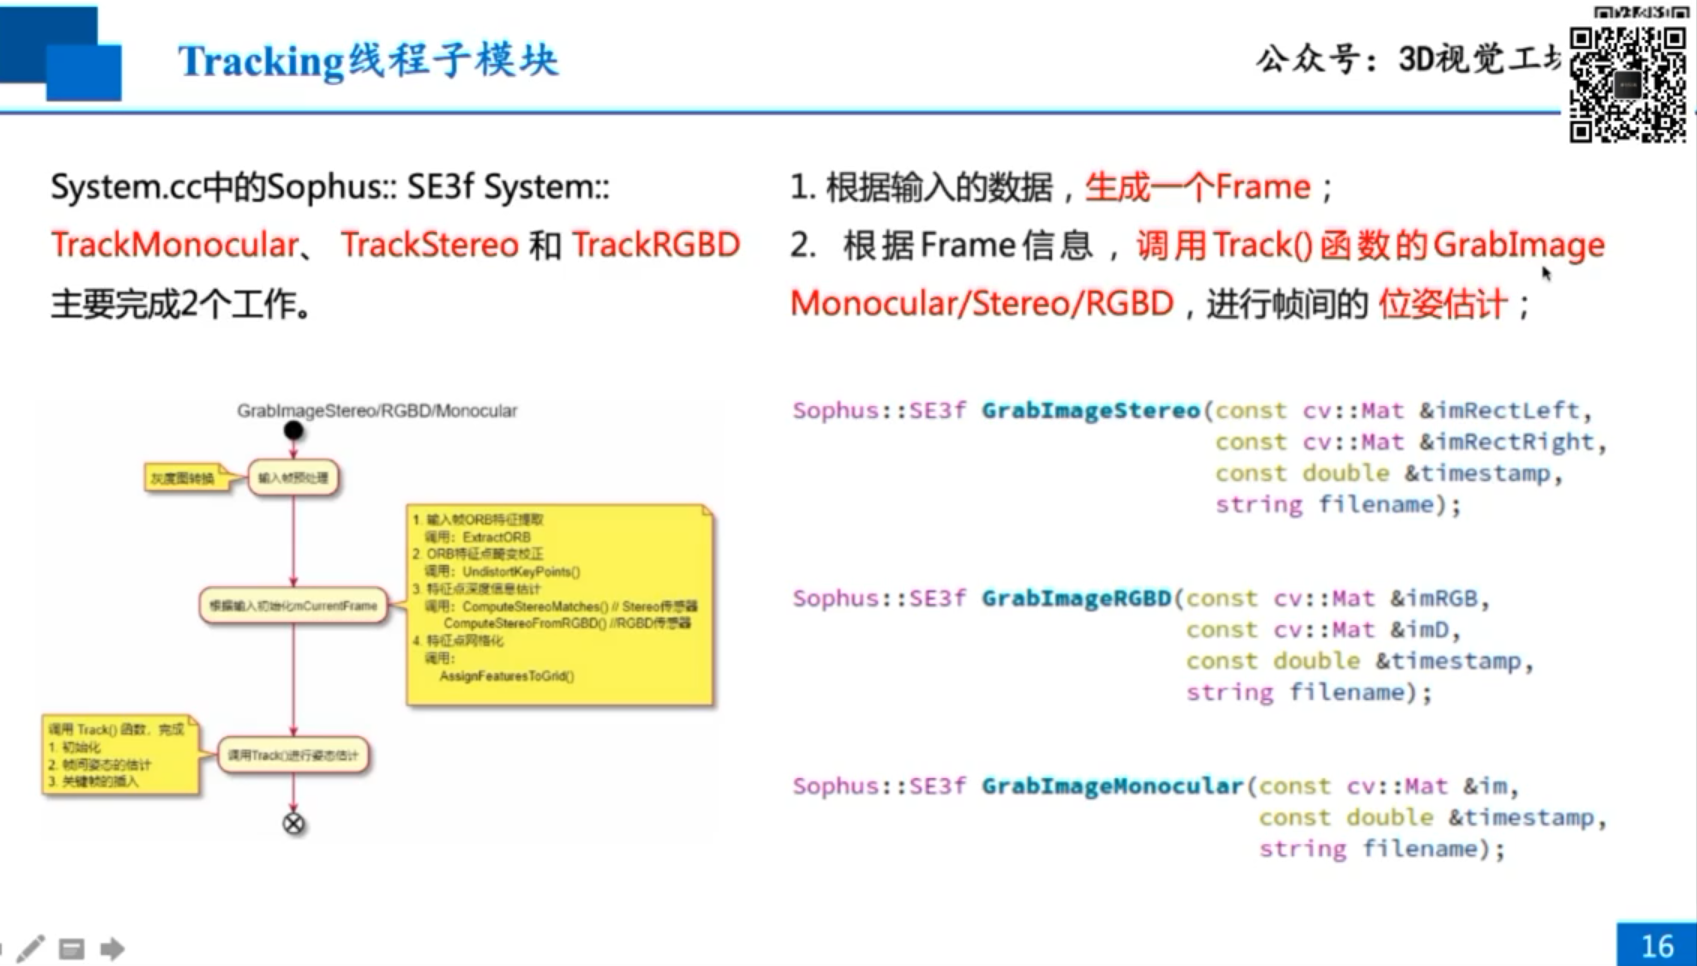 Tracking线程子模块
公众号：3D视觉工坊
System.cc中的Sophus:: SE3f System::
TrackMonocular、 TrackStereo 和 TrackRGBD
主要完成2个工作。
1. 根据输入的数据，生成一个Frame；
2. 根据Frame信息，调用Track()函数的GrabImage
Monocular/Stereo/RGBD，进行帧间的 位姿估计；
GrabImageStereo/RGBD/Monocular
灰度图转换
输入帧预处理
1. 输入帧ORB特征提取
调用：ExtractORB
2. ORB特征点畸变校正
调用：UndistortKeyPoints()
3. 特征点深度信息估计
调用：ComputeStereoMatches() // Stereo传感器
ComputeStereoFromRGBD() //RGBD传感器
4. 特征点网格化
调用：
AssignFeaturesToGrid()
根据输入初始化mCurrentFrame
调用 Track() 函数，完成
1. 初始化
2. 帧间姿态的估计
3. 关键帧的插入
调用Track()进行姿态估计
Sophus::SE3f GrabImageStereo(const cv::Mat &imRectLeft,
const cv::Mat &imRectRight,
const double &timestamp,
string filename);
Sophus::SE3f GrabImageRGBD(const cv::Mat &imRGB,
const cv::Mat &imD,
const double &timestamp,
string filename);
Sophus::SE3f GrabImageMonocular(const cv::Mat &im,
const double &timestamp,
string filename);
16